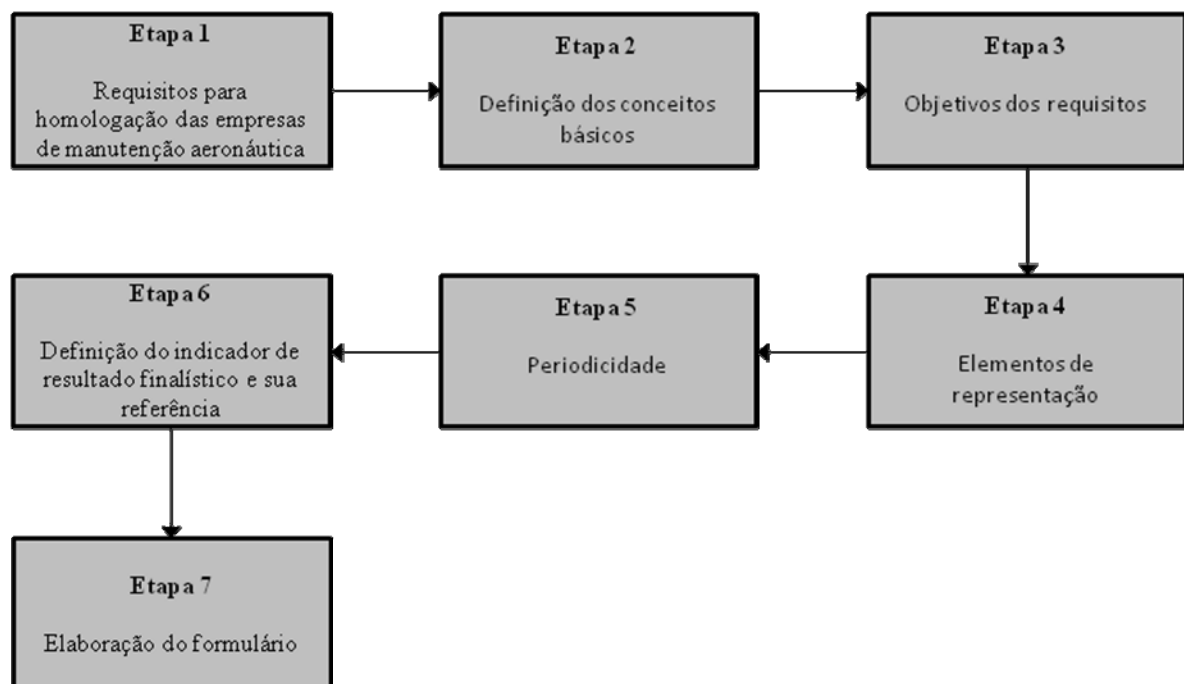 Etapa 1
Requisitos para
homologação das empresas
de manutenção aeronáutica
Etapa 2
Definição dos conceitos
básicos
Etapa 3
Objetivos dos requisitos
Etapa 4
Elementos de
representação
Etapa 5
Periodicidade
Etapa 6
Definição do indicador de
resultado finalístico e sua
referência
Etapa 7
Elaboração do formulário